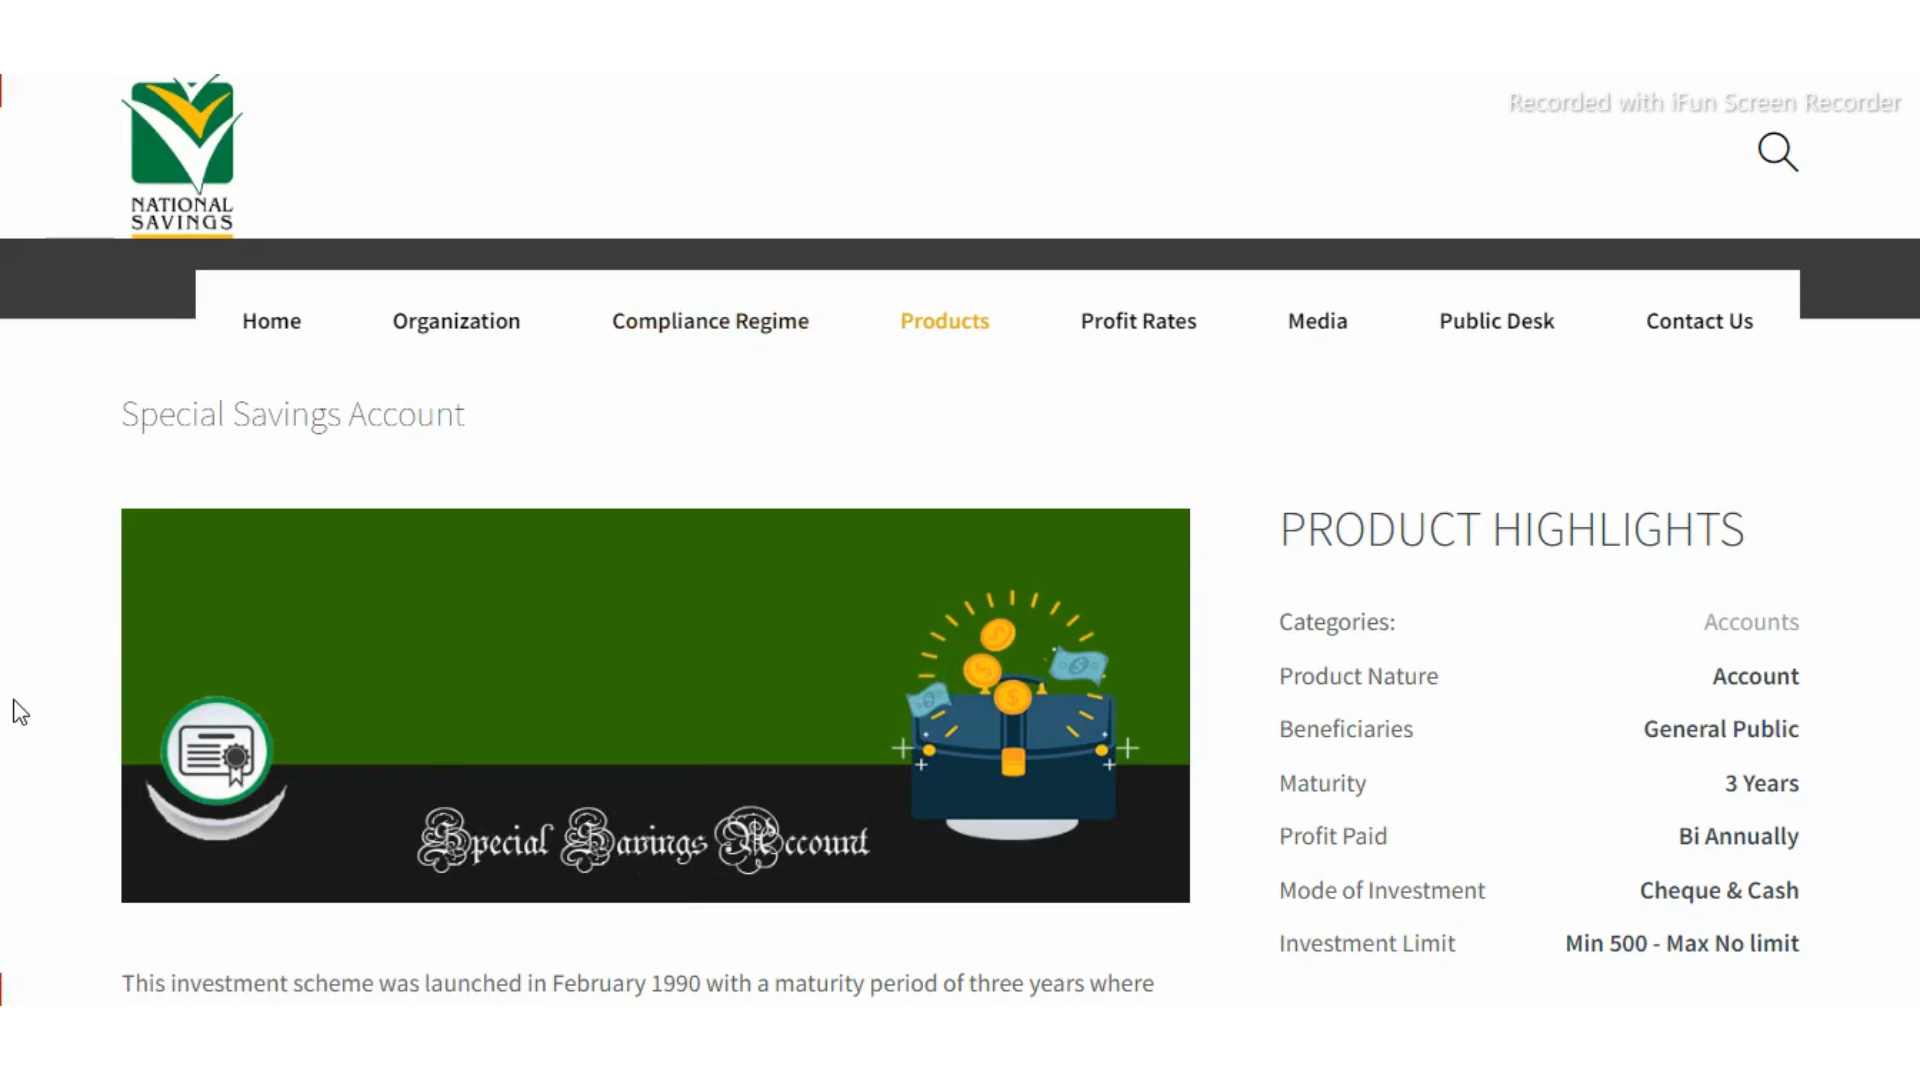 Recorded with iFun Screen Recorder
NATIONAL
SAVINGS
Home Organization Compliance Regime Products Profit Rates Media Public Desk Contact Us
Special Savings Account
Special Savings Account
PRODUCT HIGHLIGHTS
Categories: Accounts
Product Nature Account
Beneficiaries General Public
Maturity 3 Years
Profit Paid Bi Annually
Mode of Investment Cheque & Cash
Investment Limit Min 500 - Max No limit
This investment scheme was launched in February 1990 with a maturity period of three years where